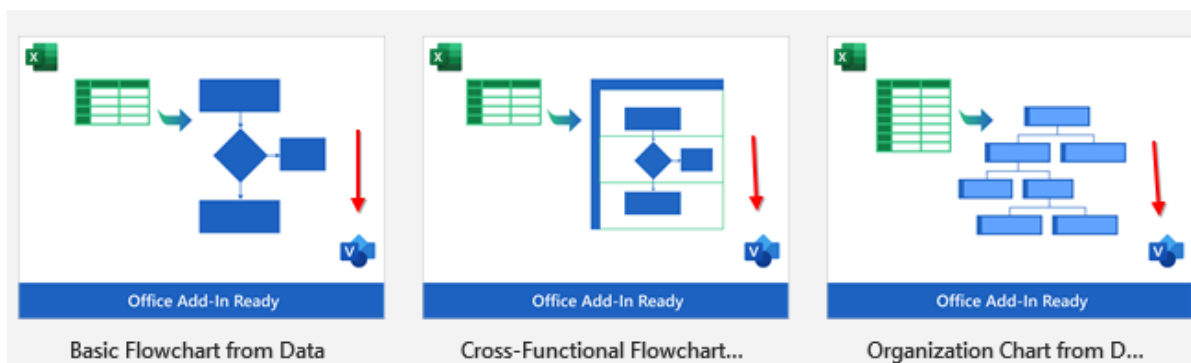 X
X
X
V
V
V
Office Add-In Ready
Office Add-In Ready
Office Add-In Ready
Basic Flowchart from Data
Cross-Functional Flowchart...
Organization Chart from D...